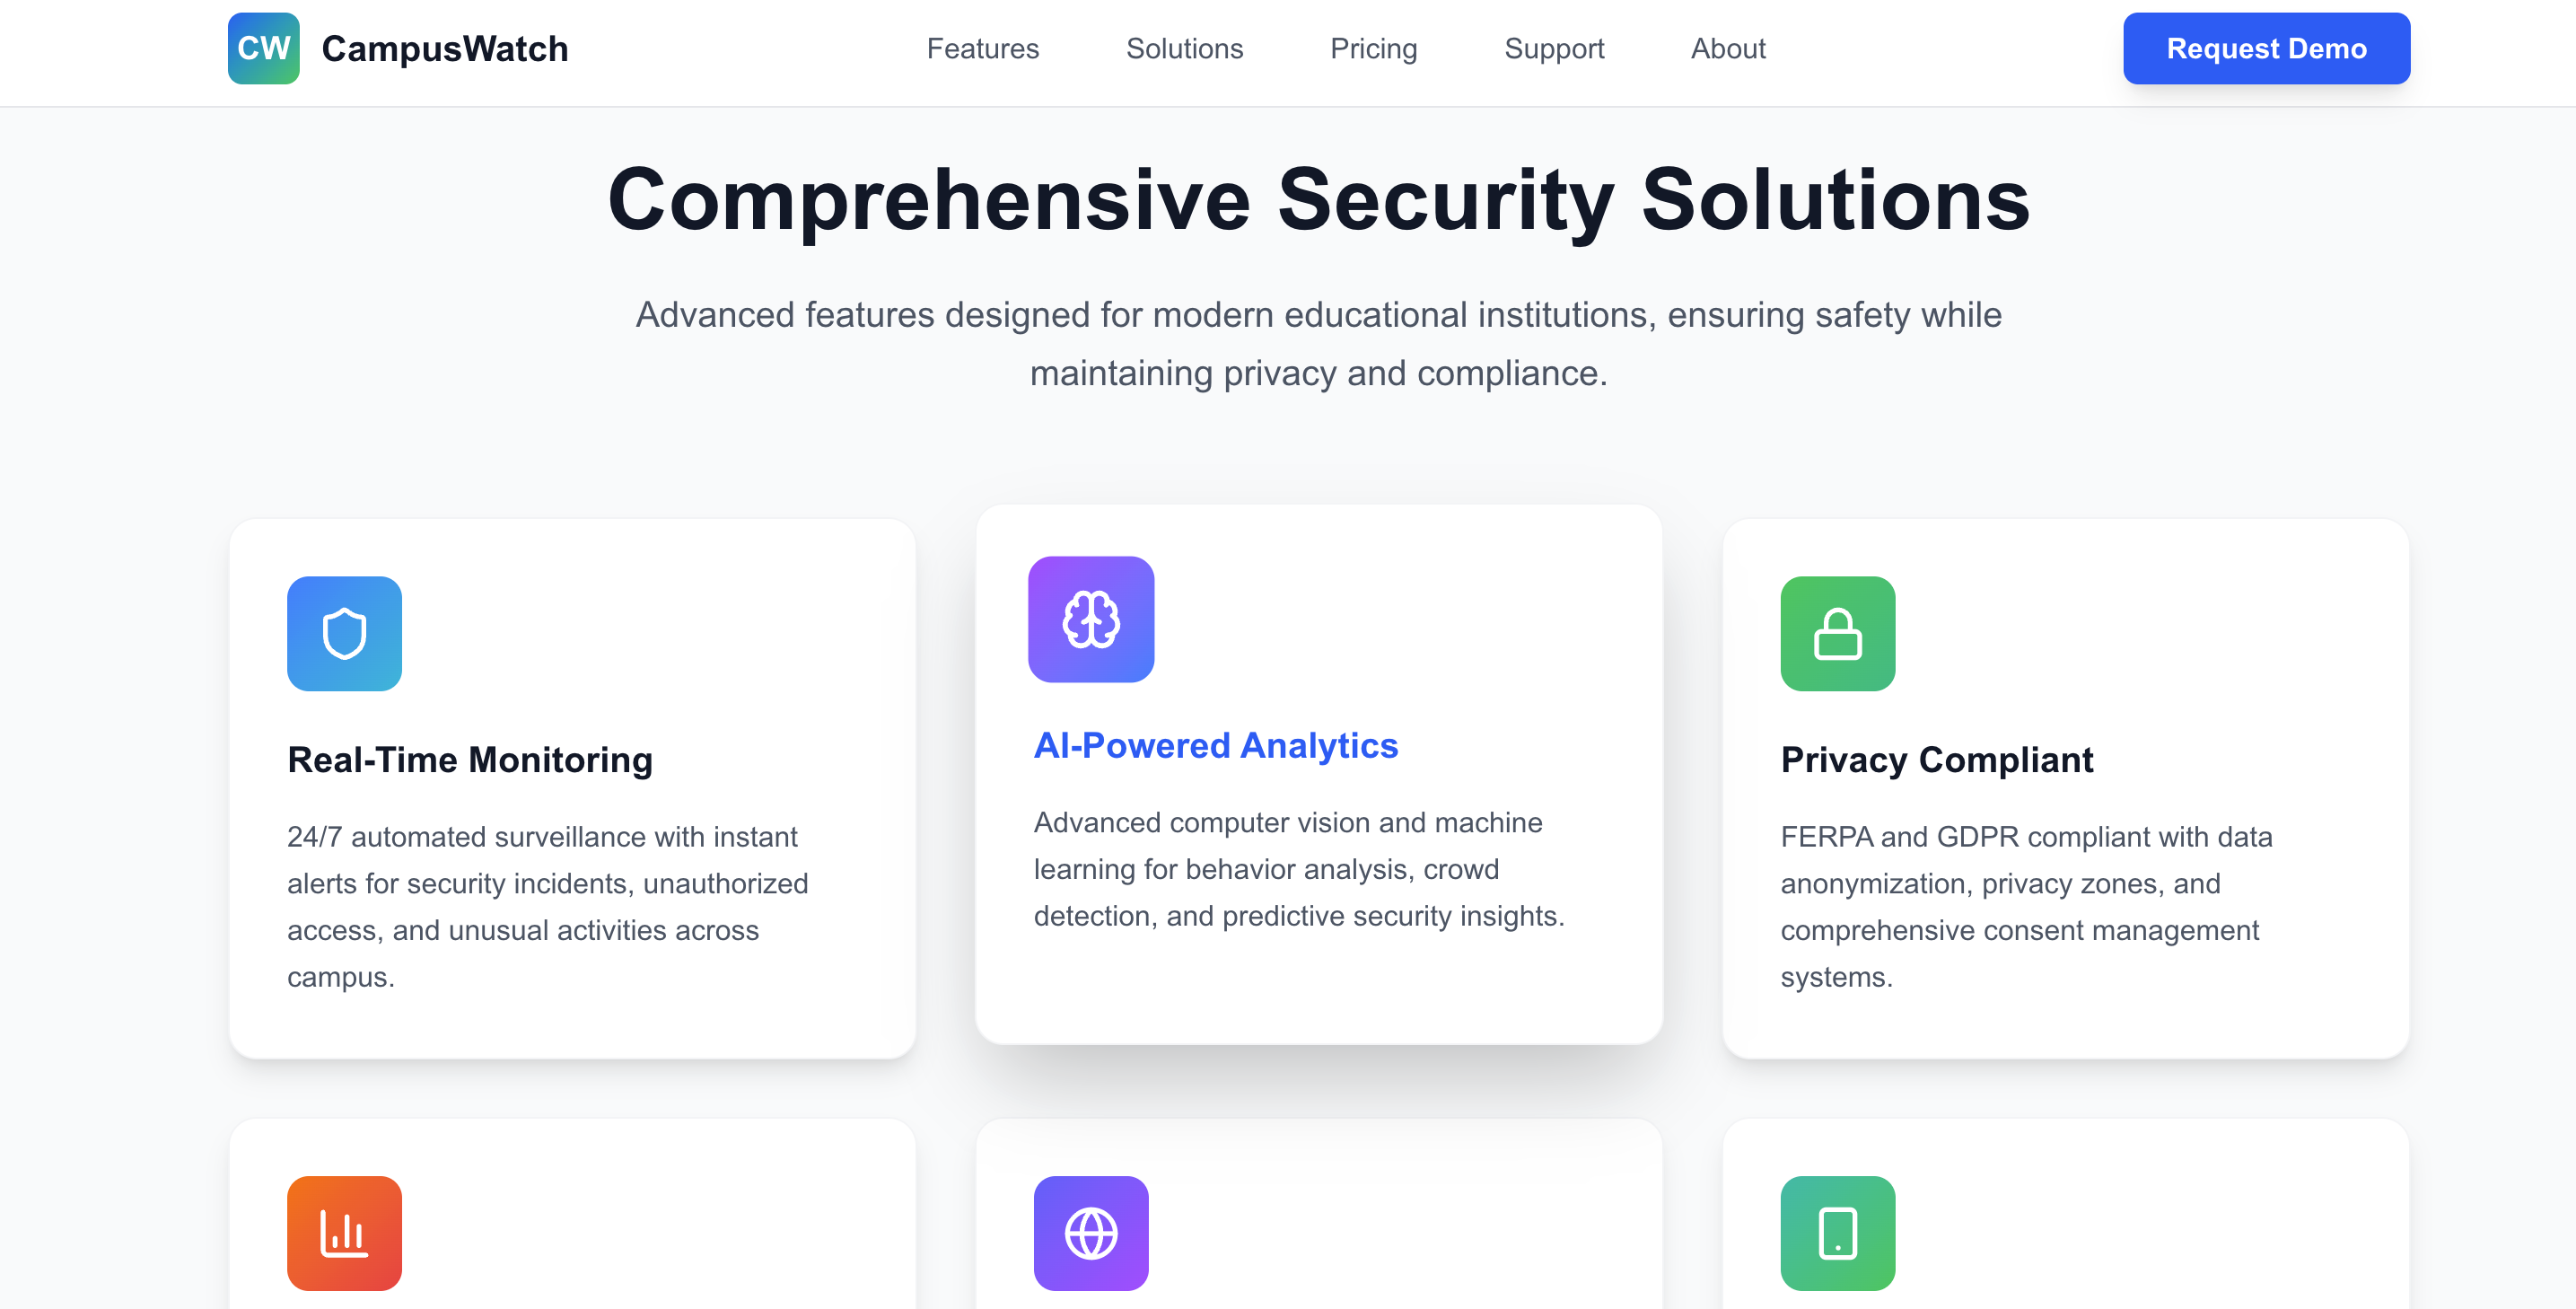 CW
CampusWatch
Features
Solutions
Pricing
Support
About
Request Demo
Comprehensive Security Solutions
Advanced features designed for modern educational institutions, ensuring safety while
maintaining privacy and compliance.
Real-Time Monitoring
24/7 automated surveillance with instant
alerts for security incidents, unauthorized
access, and unusual activities across
campus.
AI-Powered Analytics
Advanced computer vision and machine
learning for behavior analysis, crowd
detection, and predictive security insights.
Privacy Compliant
FERPA and GDPR compliant with data
anonymization, privacy zones, and
comprehensive consent management
systems.